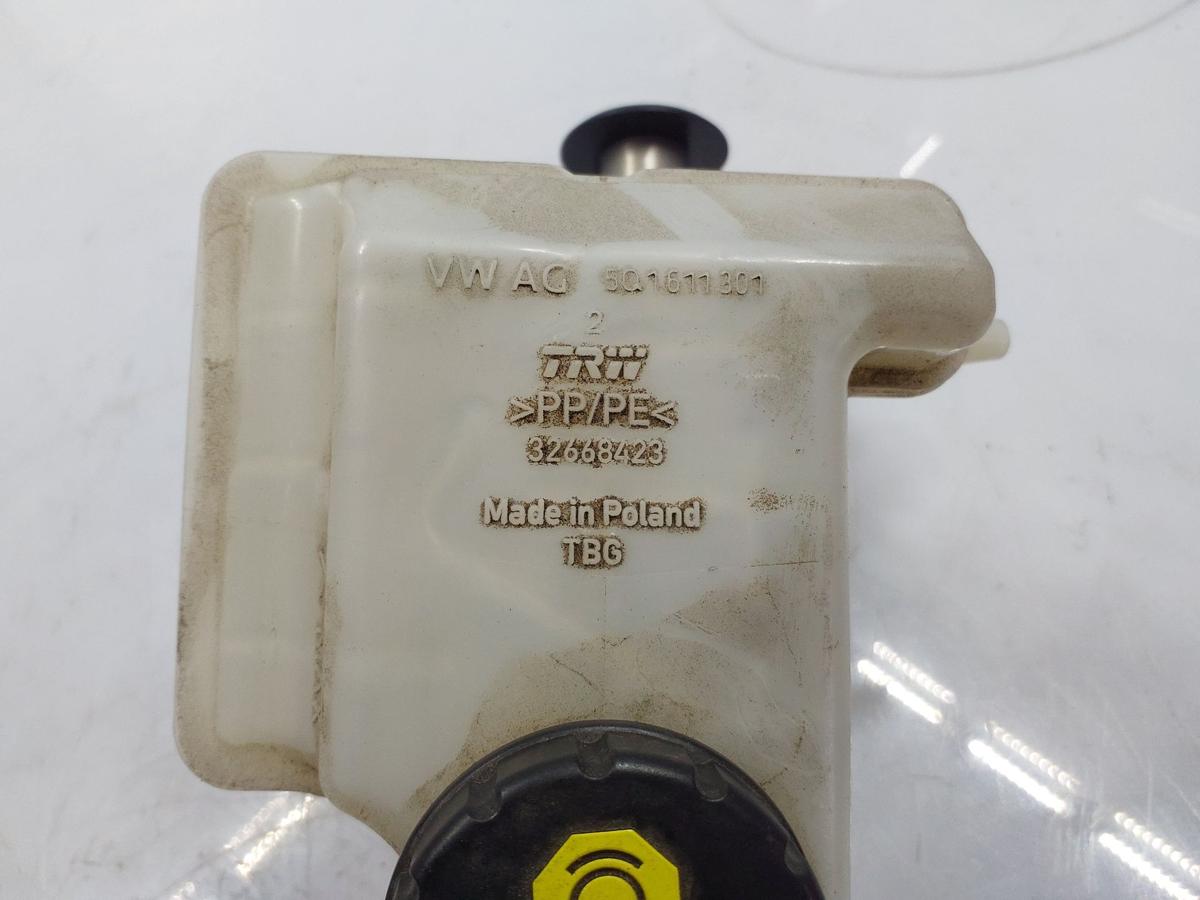 VW AG 5Q1611301
2
TRW
>PP/PE<
32668423
Made in Poland
TBG